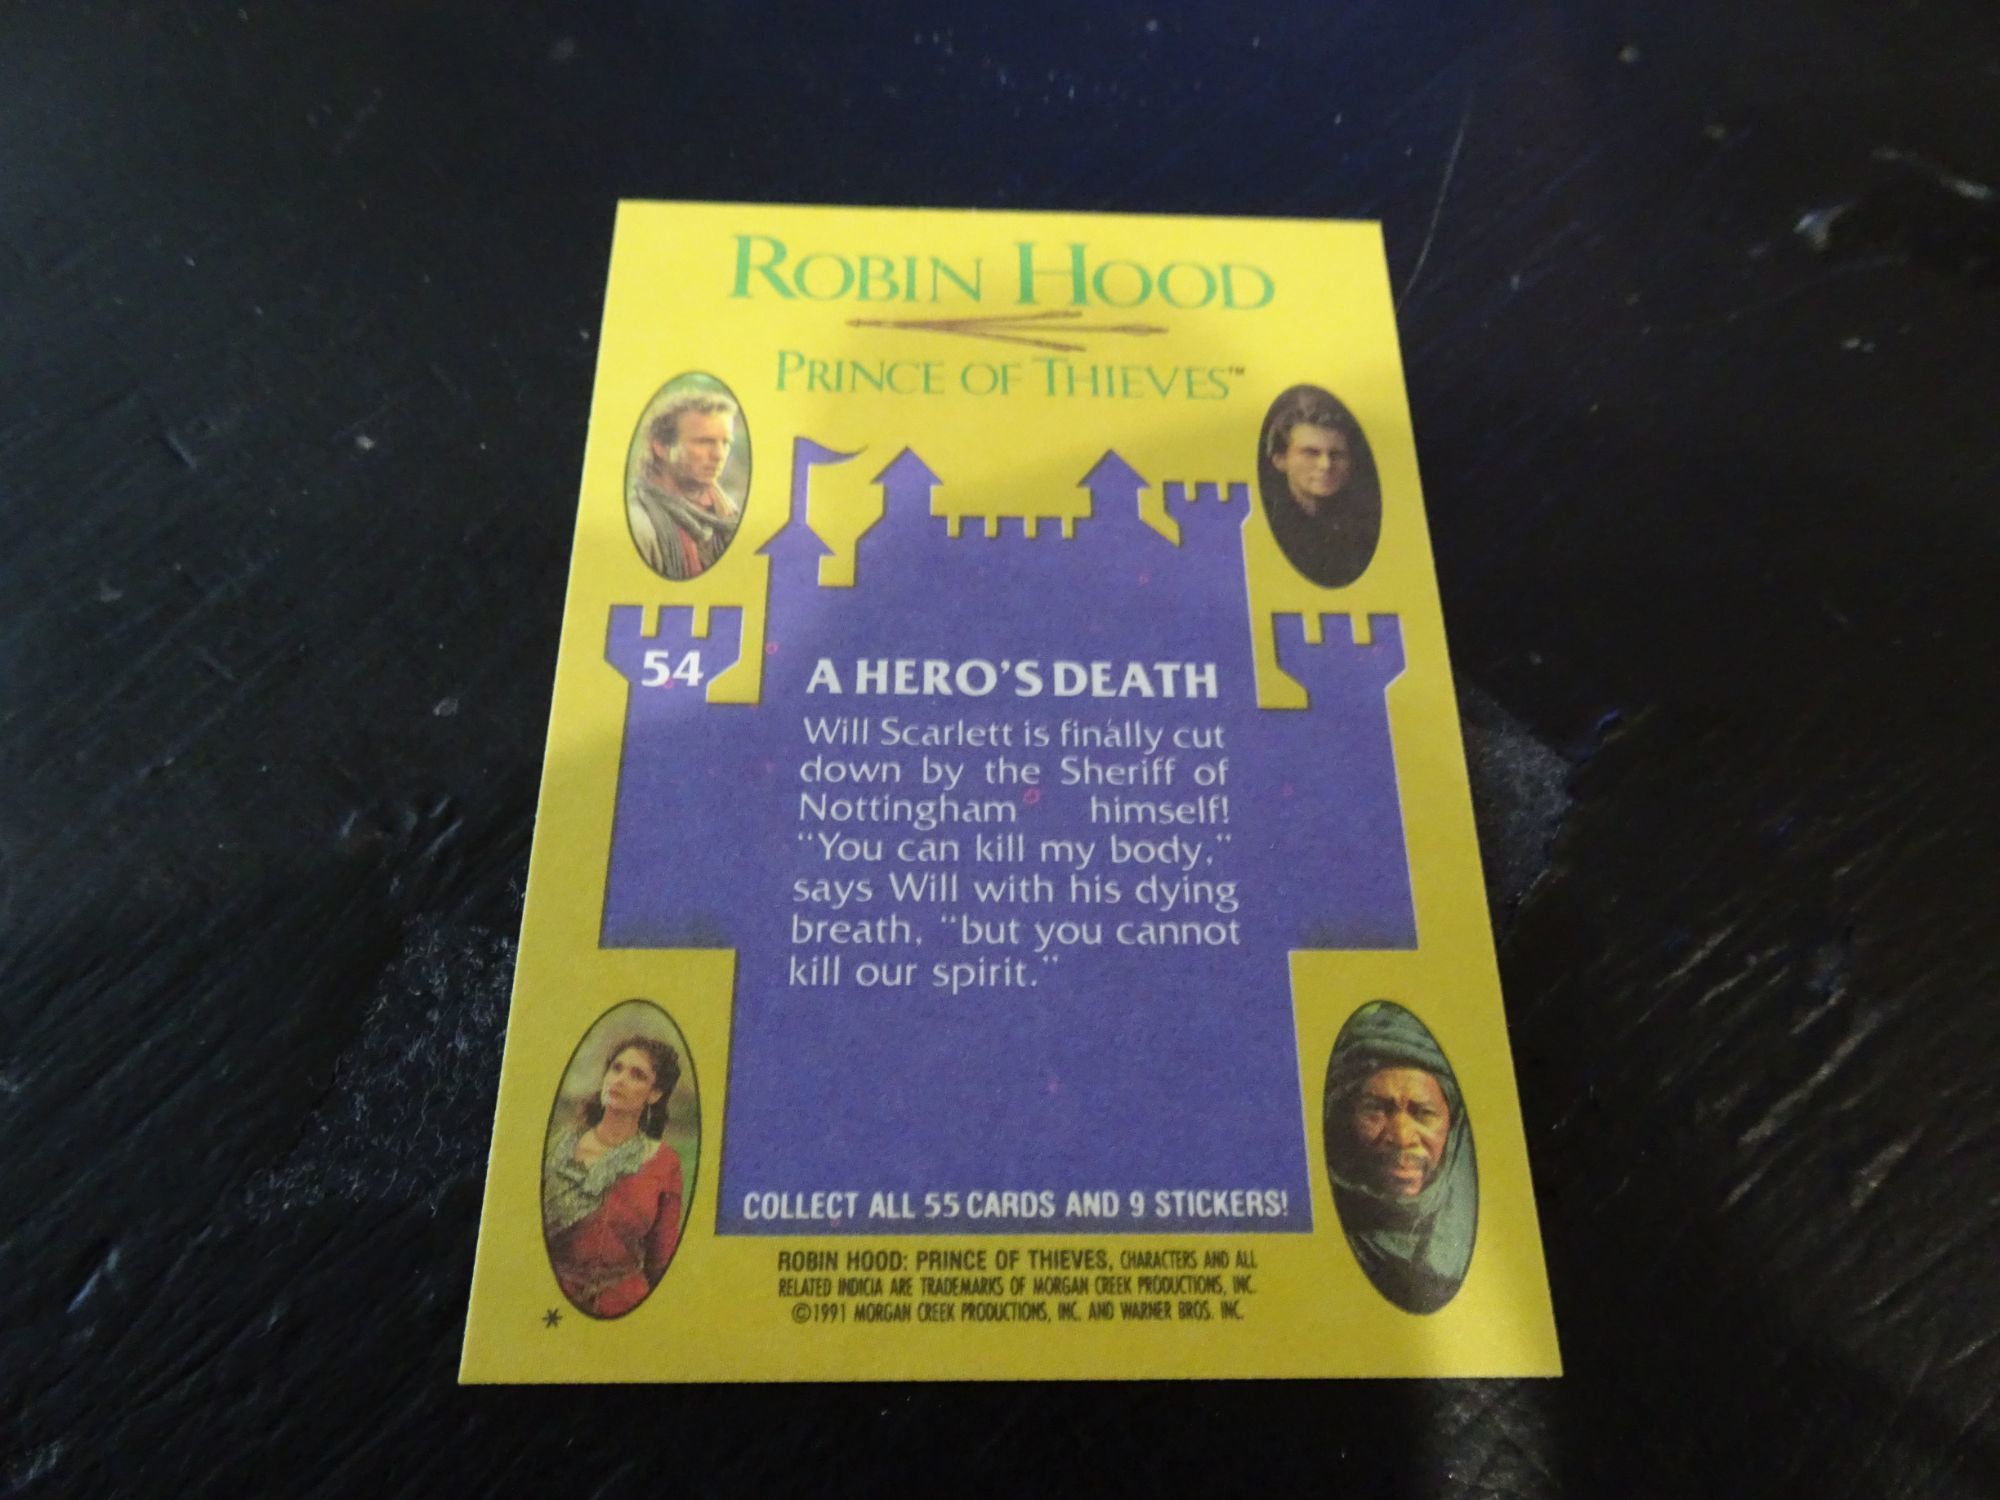 ROBIN HOOD
PRINCE OF THIEVES™
54
A HERO'S DEATH
Will Scarlett is finally cut
down by the Sheriff of
Nottingham himself!
"You can kill my body,"
says Will with his dying
breath, "but you cannot
kill our spirit."
COLLECT ALL 55 CARDS AND 9 STICKERS!
ROBIN HOOD: PRINCE OF THIEVES, CHARACTERS AND ALL
RELATED INDICIA ARE TRADEMARKS OF MORGAN CREEK PRODUCTIONS, INC.
©1991 MORGAN CREEK PRODUCTIONS, INC. AND WARNER BROS. INC.
*